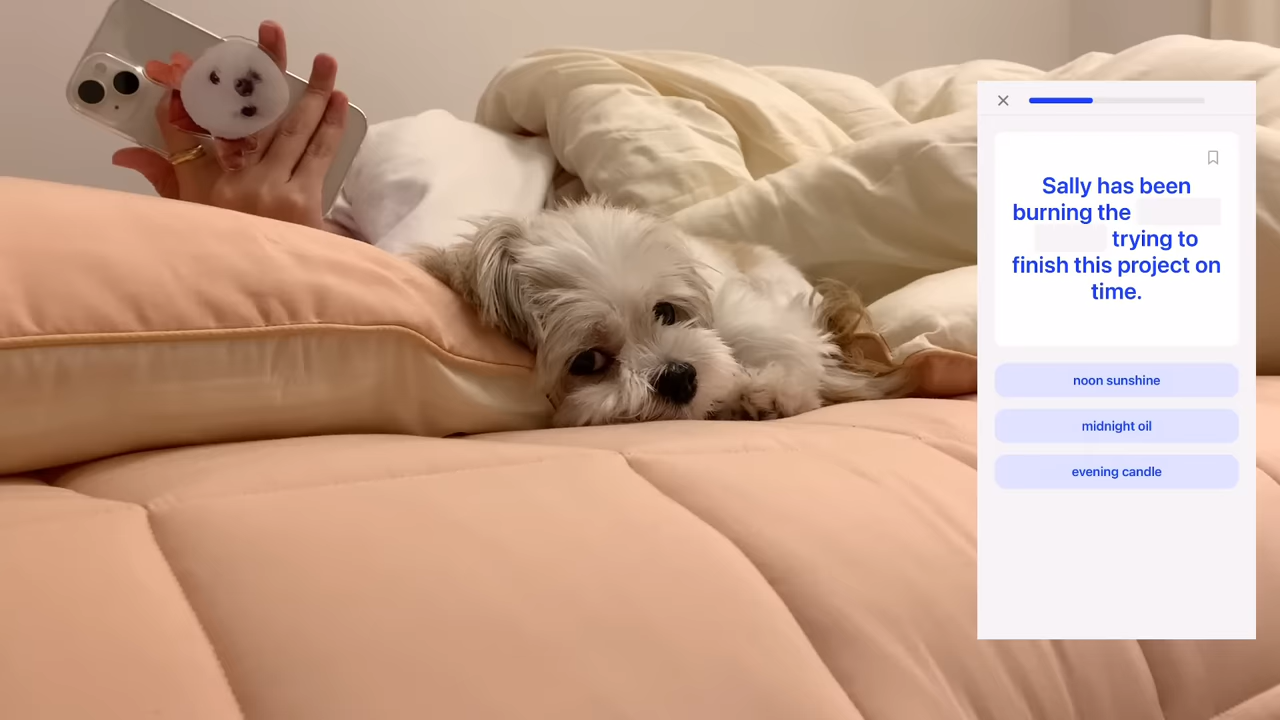 Sally has been
burning the
trying to
finish this project on
time.
noon sunshine
midnight oil
evening candle